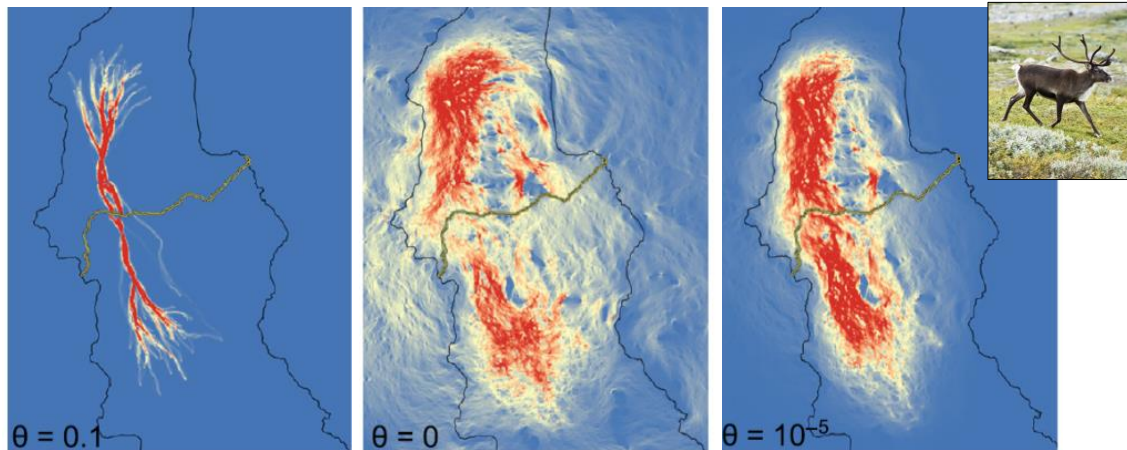 θ = 0.1
θ = 0
θ = 10⁻⁵